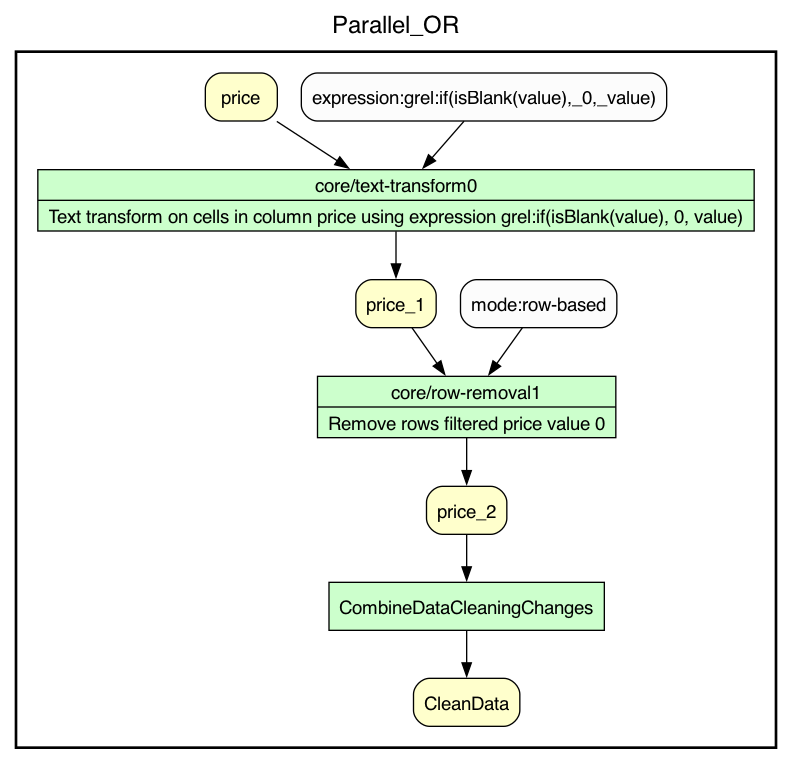 Parallel_OR
price
expression:grel:if(isBlank(value),_0,_value)
core/text-transform0
Text transform on cells in column price using expression grel:if(isBlank(value), 0, value)
price_1
mode:row-based
core/row-removal1
Remove rows filtered price value 0
price_2
CombineDataCleaningChanges
CleanData